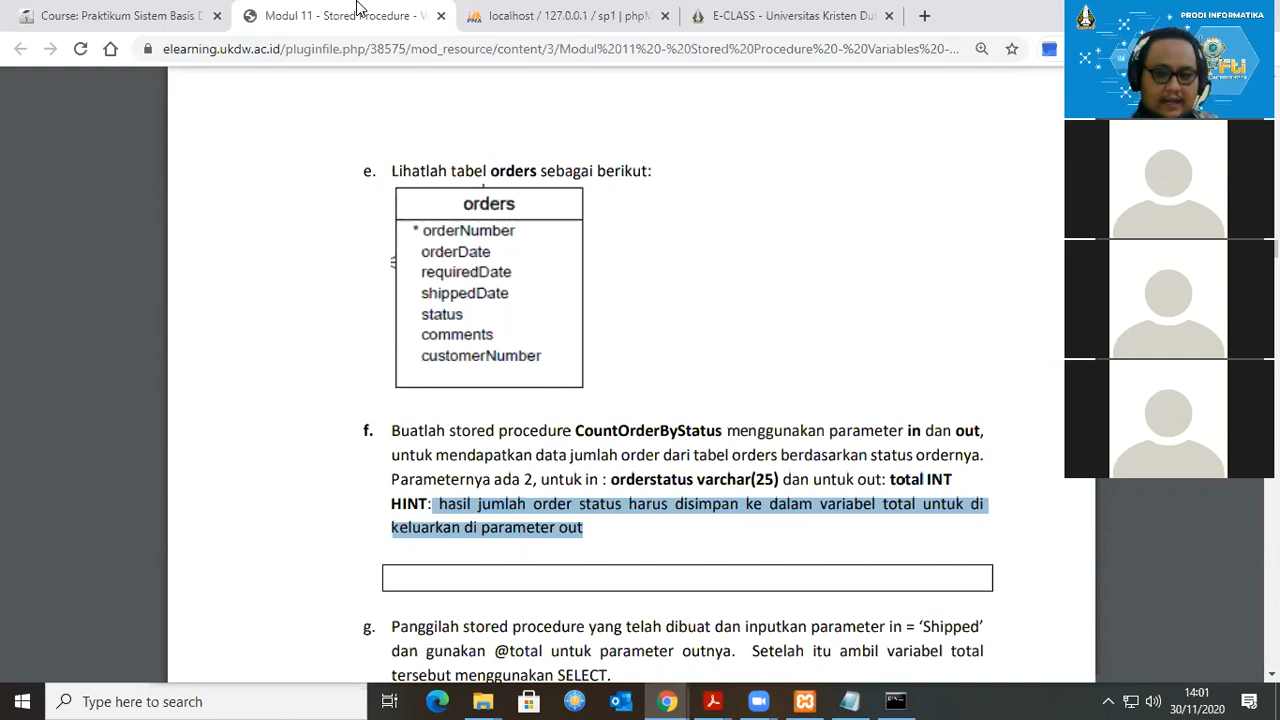 Course: Praktikum Sistem Basis D
Modul 11 - Stored Procedure - V
localhost / 127.0.0.1 / sp1 | phpM
E-CLASS - Universitas Kristen Du
elearning.ukdw.ac.id/pluginfile.php/38575/mod_resource/content/3/Modul%2011%20-%20Stored%20Procedure%20-%20Variables%20-...
PRODI INFORMATIKA
e. Lihatlah tabel orders sebagai berikut:
orders
* orderNumber
orderDate
requiredDate
shippedDate
status
comments
customerNumber
f. Buatlah stored procedure CountOrderByStatus menggunakan parameter in dan out,
untuk mendapatkan data jumlah order dari tabel orders berdasarkan status ordernya.
Parameternya ada 2, untuk in : orderstatus varchar(25) dan untuk out: total INT
HINT: hasil jumlah order status harus disimpan ke dalam variabel total untuk di
keluarkan di parameter out
g. Panggilah stored procedure yang telah dibuat dan inputkan parameter in = ‘Shipped’
dan gunakan @total untuk parameter outnya. Setelah itu ambil variabel total
tersebut menggunakan SELECT.
Type here to search
14:01
30/11/2020